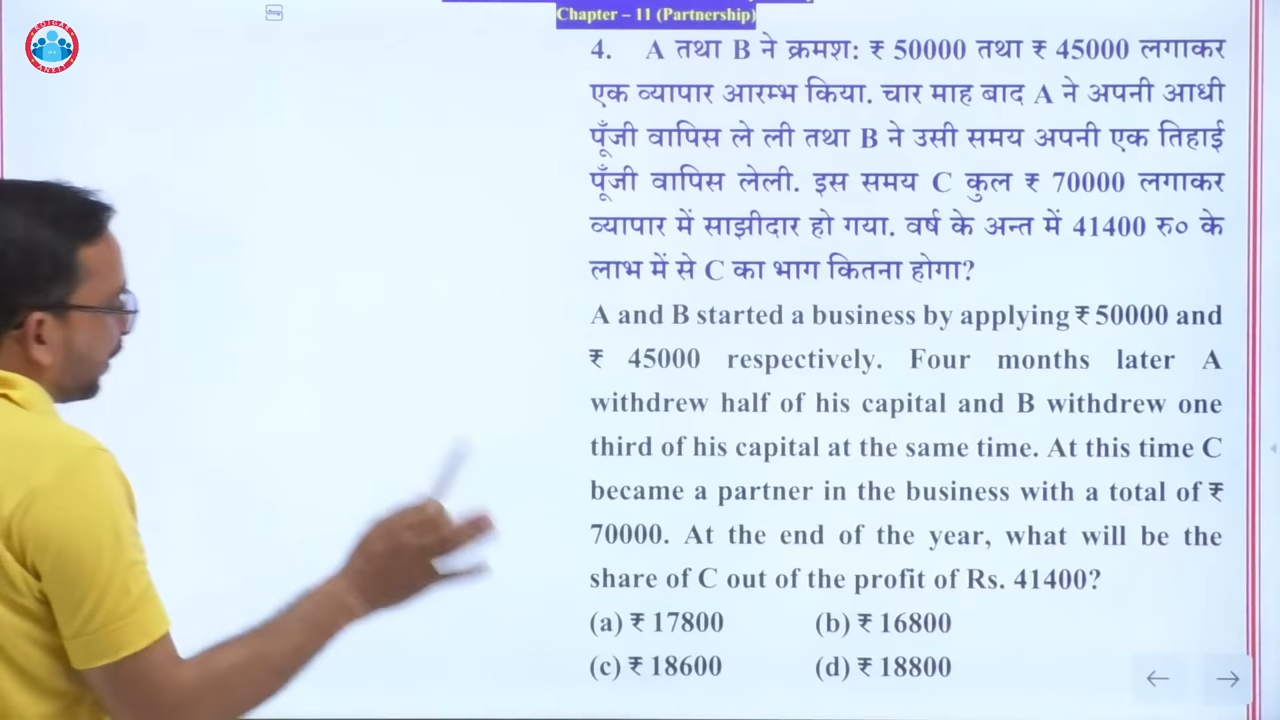 Chapter – 11 (Partnership)
4. A तथा B ने क्रमश: ₹ 50000 तथा ₹ 45000 लगाकर
एक व्यापार आरम्भ किया. चार माह बाद A ने अपनी आधी
पूँजी वापिस ले ली तथा B ने उसी समय अपनी एक तिहाई
पूँजी वापिस लेली. इस समय C कुल ₹ 70000 लगाकर
व्यापार में साझीदार हो गया. वर्ष के अन्त में 41400 रु० के
लाभ में से C का भाग कितना होगा?
A and B started a business by applying ₹ 50000 and
₹ 45000 respectively. Four months later A
withdrew half of his capital and B withdrew one
third of his capital at the same time. At this time C
became a partner in the business with a total of ₹
70000. At the end of the year, what will be the
share of C out of the profit of Rs. 41400?
(a) ₹ 17800 (b) ₹ 16800
(c) ₹ 18600 (d) ₹ 18800